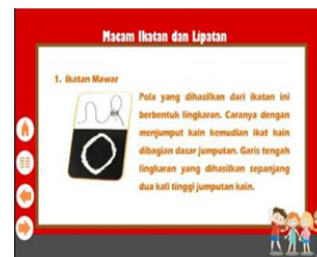 Macam Ikatan dan Lipatan
1. Ikatan Mawar
Pola yang dihasilkan dari ikatan ini
berbentuk lingkaran. Caranya dengan
menjumput kain kemudian ikat kain
dibagian dasar jumputan. Garis tengah
lingkaran yang dihasilkan sepanjang
dua kali tinggi jumputan kain.